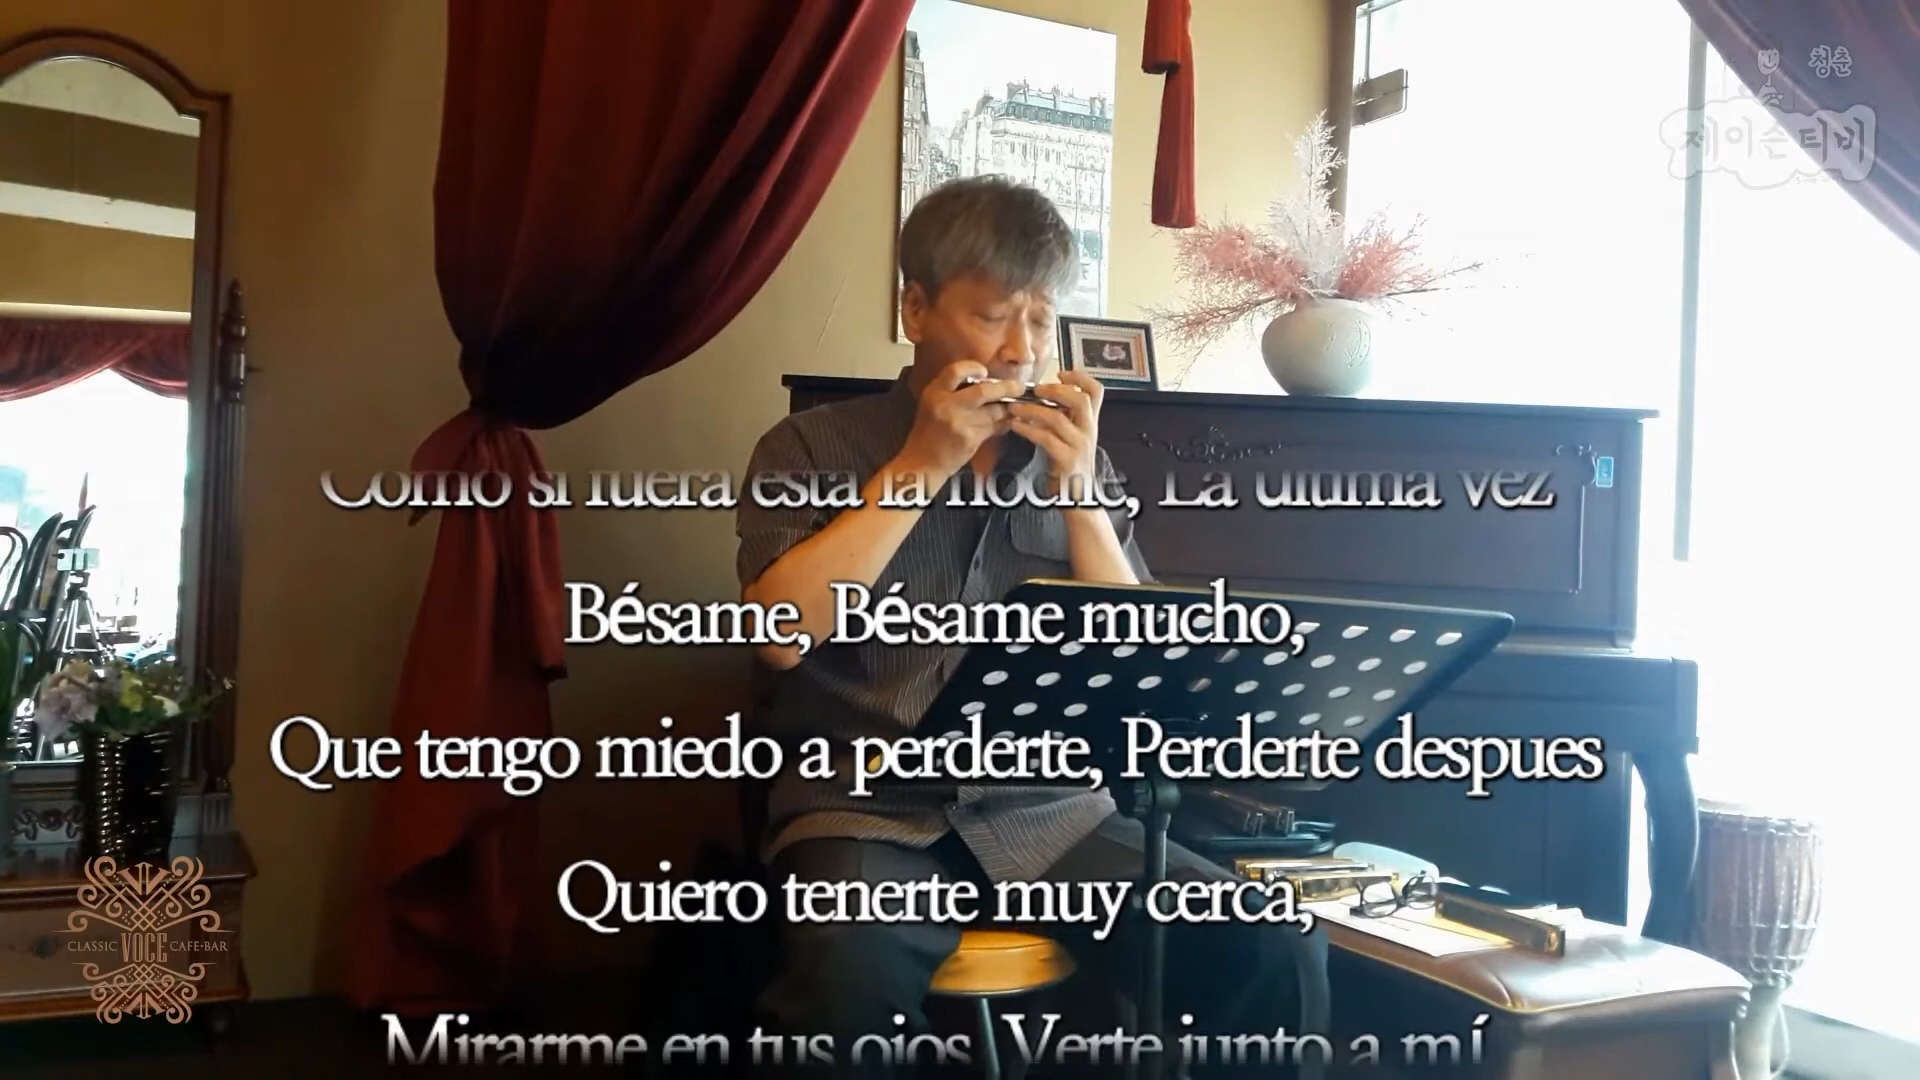 청춘
제이손티비
Como si fuera esta la noche, La ultima vez
Bésame, Bésame mucho,
Que tengo miedo a perderte, Perderte despues
Quiero tenerte muy cerca,
Mirarme en tus ojos, Verte junto a mí
CLASSIC VOCE CAFE·BAR